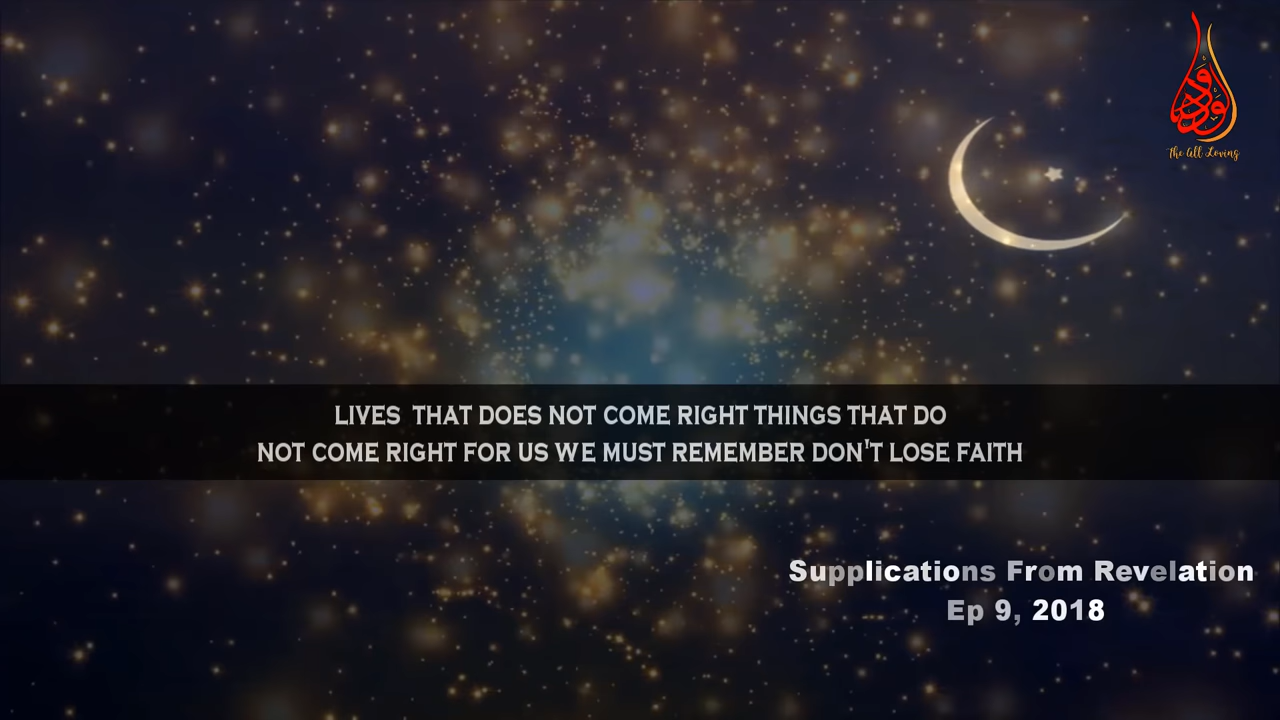 الودود
The All Loving
LIVES THAT DOES NOT COME RIGHT THINGS THAT DO
NOT COME RIGHT FOR US WE MUST REMEMBER DON'T LOSE FAITH
Supplications From Revelation
Ep 9, 2018